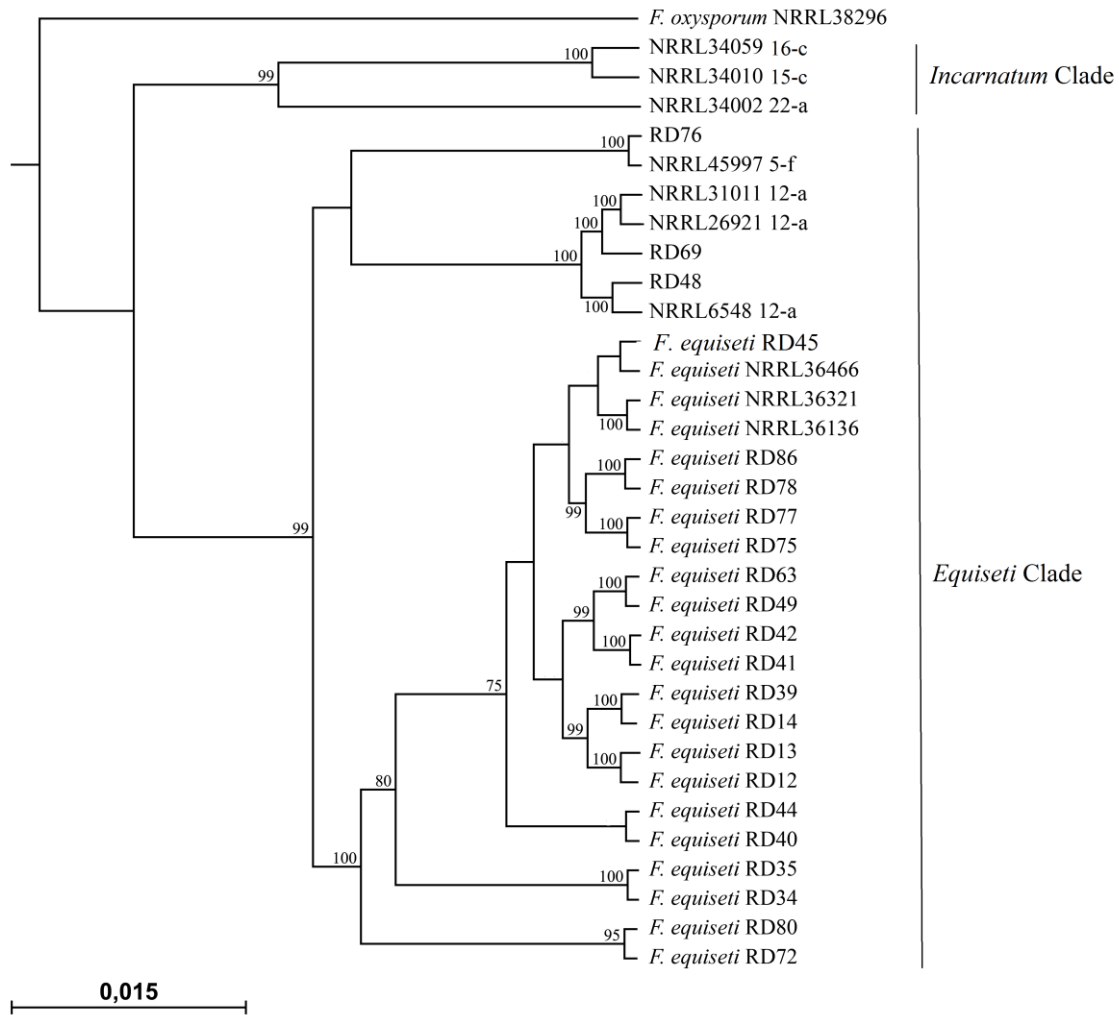 F. oxysporum NRRL38296
100
NRRL34059 16-c
NRRL34010 15-c
Incarnatum Clade
99
NRRL34002 22-a
RD76
100
NRRL45997 5-f
NRRL31011 12-a
100
NRRL26921 12-a
100
RD69
100
RD48
NRRL6548 12-a
100
F. equiseti RD45
F. equiseti NRRL36466
F. equiseti NRRL36321
F. equiseti NRRL36136
100
F. equiseti RD86
100
F. equiseti RD78
99
F. equiseti RD77
100
F. equiseti RD75
99
Equiseti Clade
F. equiseti RD63
100
F. equiseti RD49
99
F. equiseti RD42
100
F. equiseti RD41
75
F. equiseti RD39
100
F. equiseti RD14
99
F. equiseti RD13
100
F. equiseti RD12
80
F. equiseti RD44
F. equiseti RD40
100
F. equiseti RD35
100
F. equiseti RD34
F. equiseti RD80
95
F. equiseti RD72
0,015